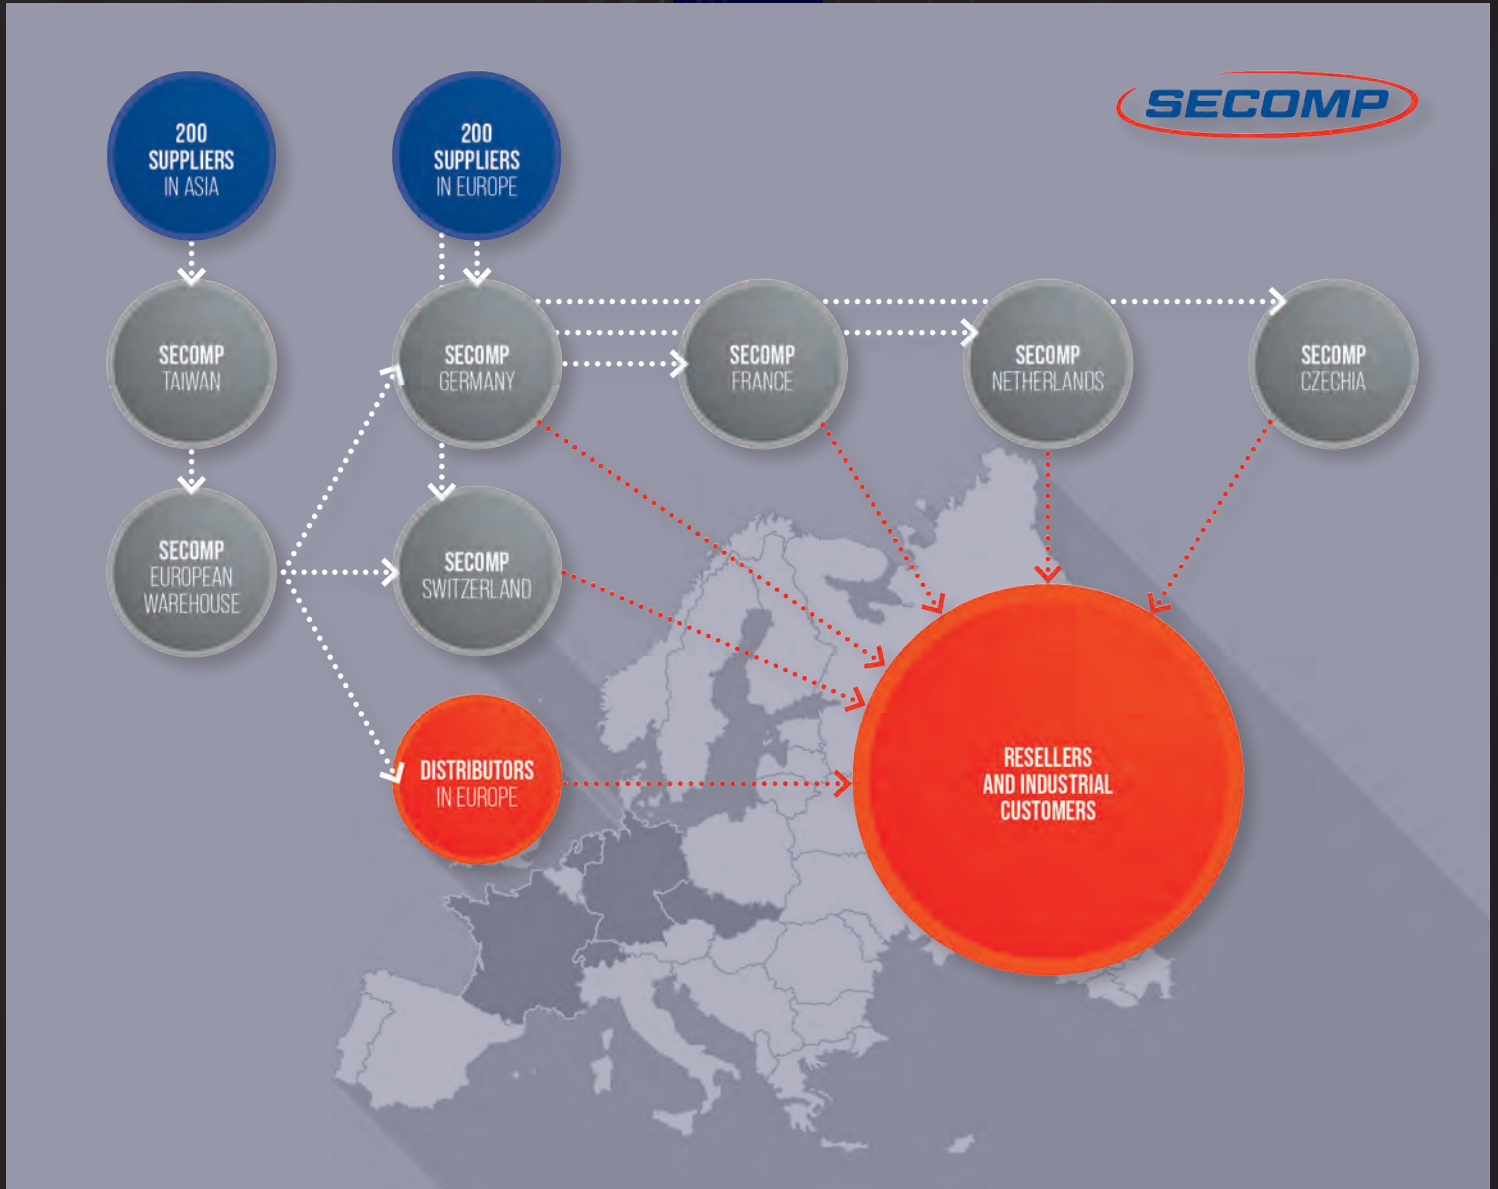 SECOMP
200
SUPPLIERS
IN ASIA
200
SUPPLIERS
IN EUROPE
SECOMP
TAIWAN
SECOMP
GERMANY
SECOMP
FRANCE
SECOMP
NETHERLANDS
SECOMP
CZECHIA
SECOMP
EUROPEAN
WAREHOUSE
SECOMP
SWITZERLAND
DISTRIBUTORS
IN EUROPE
RESELLERS
AND INDUSTRIAL
CUSTOMERS